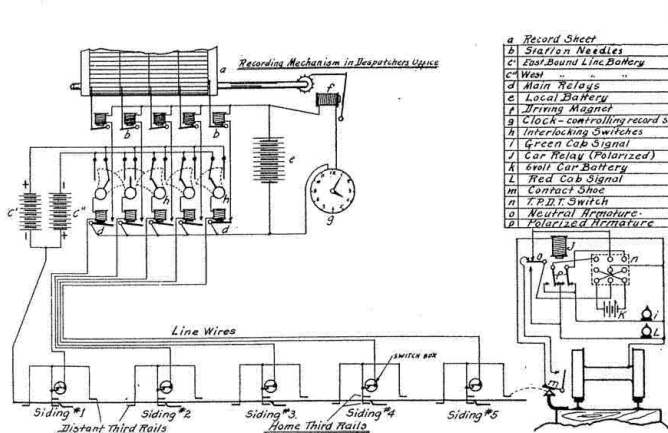 Recording Mechanism in Despatchers Office
a
f
b
b
e
h
h
g
d
d
C'
C"
+
-
-
+
Line Wires
SWITCH BOX
Siding #1
Siding #2
Siding #3
Siding #4
Siding #5
Distant Third Rails
Home Third Rails
a Record Sheet
b Station Needles
c' East Bound Line Battery
c" West " " "
d Main Relays
e Local Battery
f Driving Magnet
g Clock-controlling record s
h Interlocking Switches
i Green Cab Signal
J Car Relay (Polarized)
K 6volt Car Battery
L Red Cab Signal
m Contact Shoe
n T.P.D.T. Switch
o Neutral Armature
p Polarized Armature
J
o
p
n
K
i
L
m